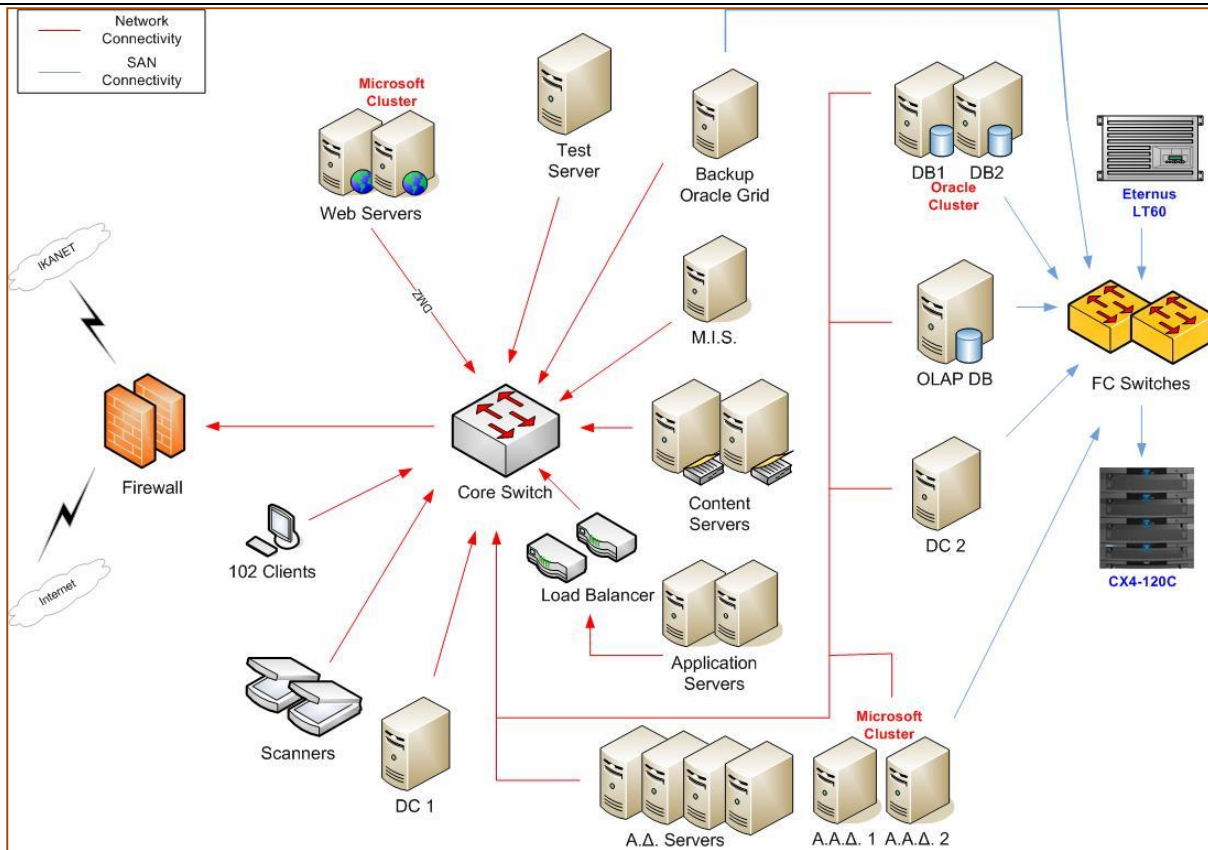 Network
Connectivity
SAN
Connectivity
Microsoft
Cluster
Web Servers
Test
Server
Backup
Oracle Grid
DB1
DB2
Oracle
Cluster
Eternus
LT60
IKANET
DMZ
M.I.S.
OLAP DB
FC Switches
Firewall
Core Switch
Content
Servers
DC 2
102 Clients
Load Balancer
CX4-120C
Internet
Application
Servers
Scanners
DC 1
Microsoft
Cluster
Α.Δ. Servers
Α.Α.Δ. 1
Α.Α.Δ. 2